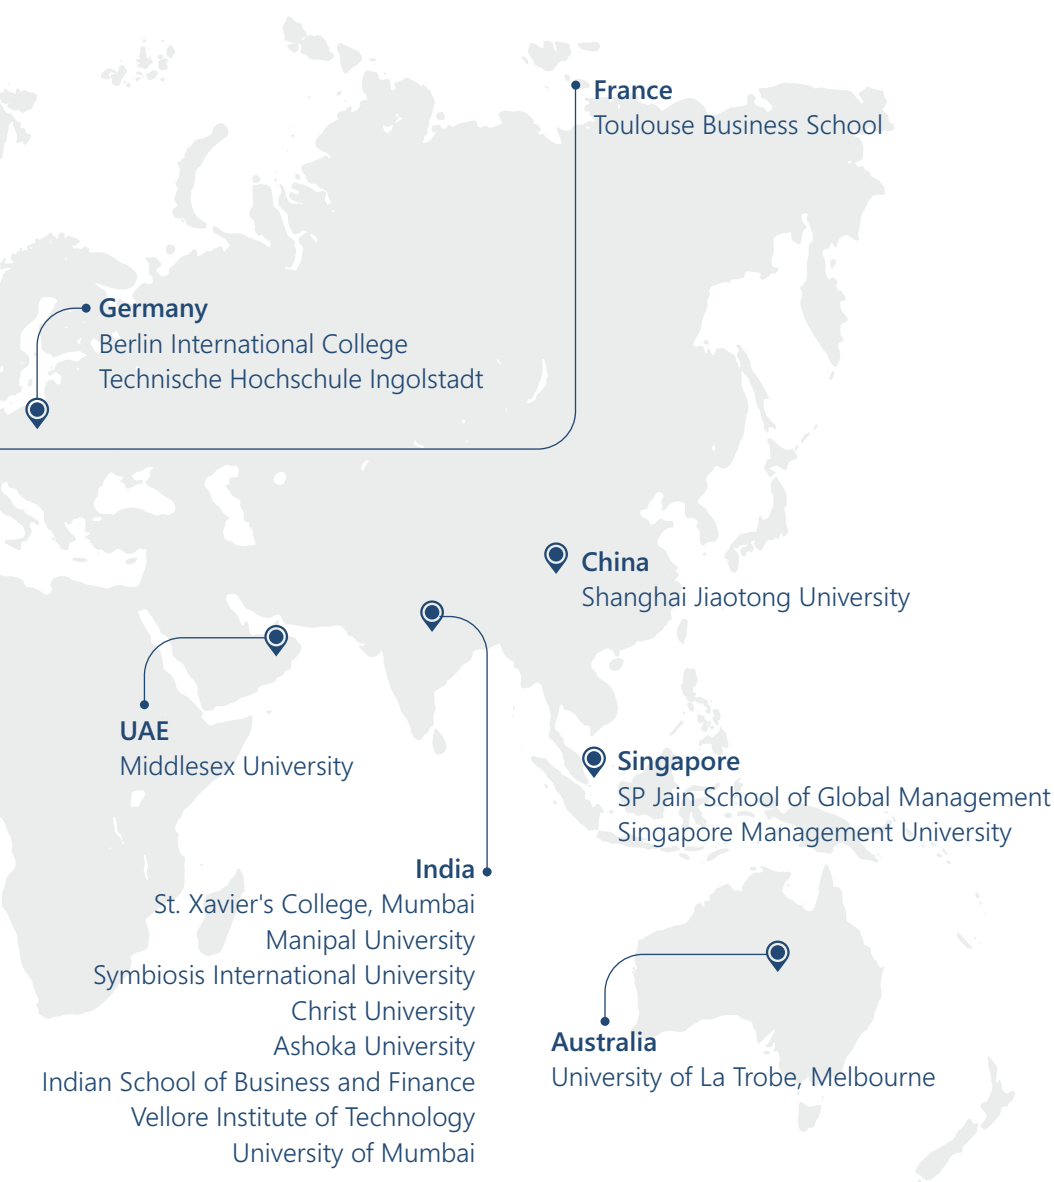 France
Toulouse Business School
Germany
Berlin International College
Technische Hochschule Ingolstadt
China
Shanghai Jiaotong University
UAE
Middlesex University
Singapore
SP Jain School of Global Management
Singapore Management University
India
St. Xavier's College, Mumbai
Manipal University
Symbiosis International University
Christ University
Ashoka University
Indian School of Business and Finance
Vellore Institute of Technology
University of Mumbai
Australia
University of La Trobe, Melbourne